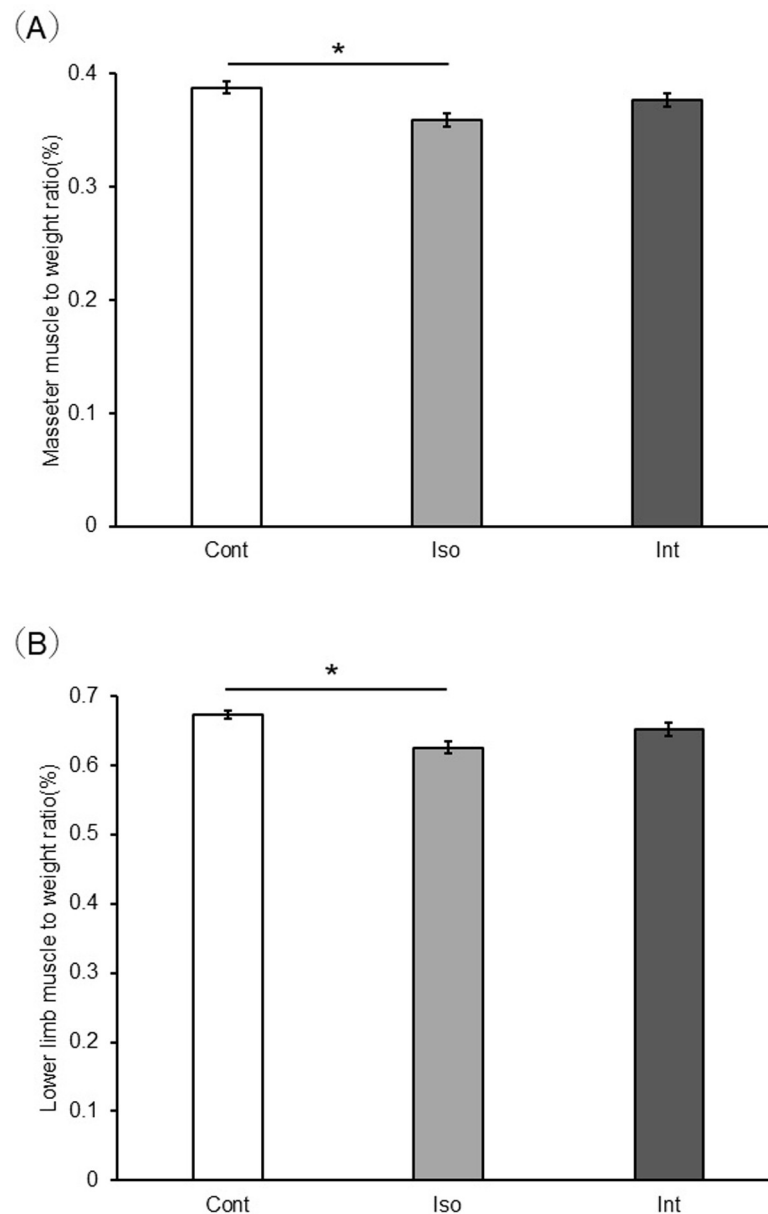 （A）
*
0.4
0.3
0.2
0.1
0
Masseter muscle to weight ratio(%)
Cont Iso Int
（B）
*
0.7
0.6
0.5
0.4
0.3
0.2
0.1
0
Lower limb muscle to weight ratio(%)
Cont Iso Int